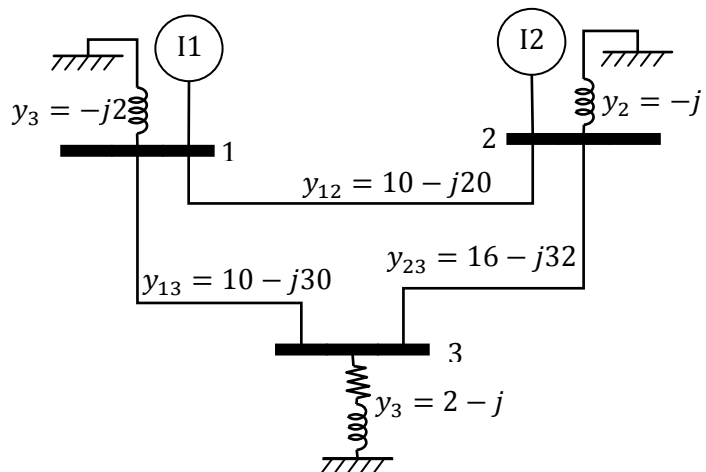 I1
I2
y₃ = −j2
y₂ = −j
1
2
y₁₂ = 10 − j20
y₂₃ = 16 − j32
y₁₃ = 10 − j30
3
y₃ = 2 − j